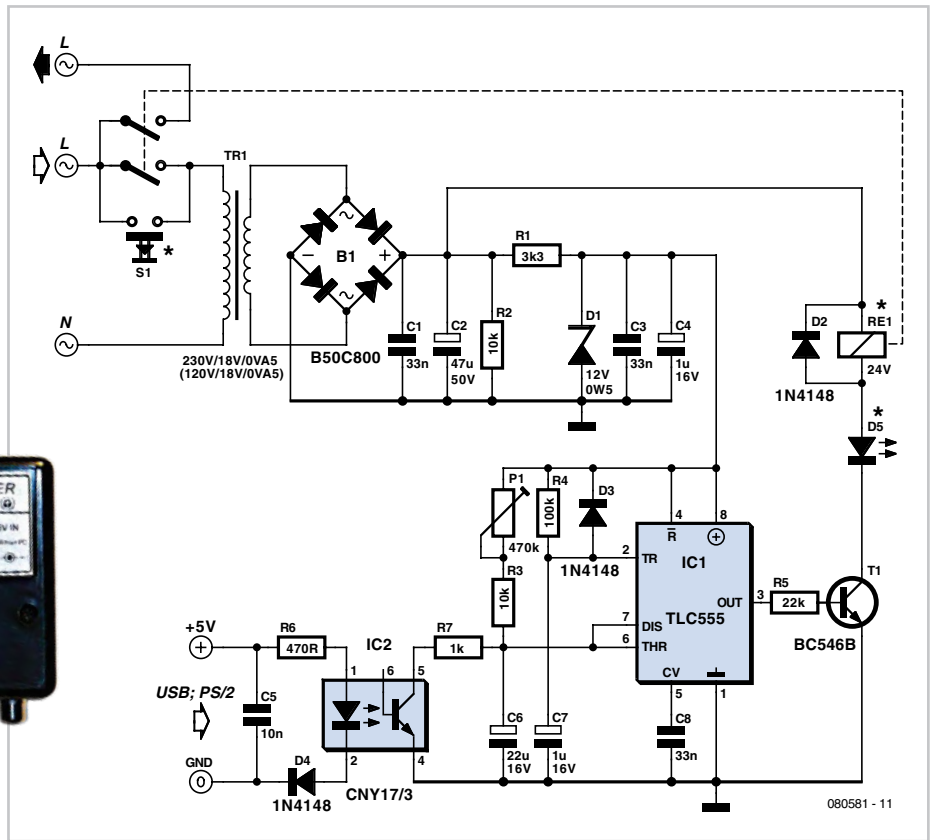 L
L
S1
*
N
TR1
230V/18V/0VA5
(120V/18V/0VA5)
~
−
B1
+
~
B50C800
C1
33n
C2
47u
50V
R2
10k
R1
3k3
D1
12V
0W5
C3
33n
C4
1u
16V
D2
1N4148
*
RE1
24V
*
D5
P1
470k
R4
100k
D3
1N4148
R3
10k
4
8
R
+
2
TR
IC1
TLC555
7
DIS
6
THR
OUT
3
CV
5
1
R5
22k
T1
BC546B
+5V
+
R6
470R
IC2
1
6
5
2
4
CNY17/3
R7
1k
USB; PS/2
C5
10n
GND
0
D4
1N4148
C6
22u
16V
C7
1u
16V
C8
33n
080581 - 11
ER
V IN